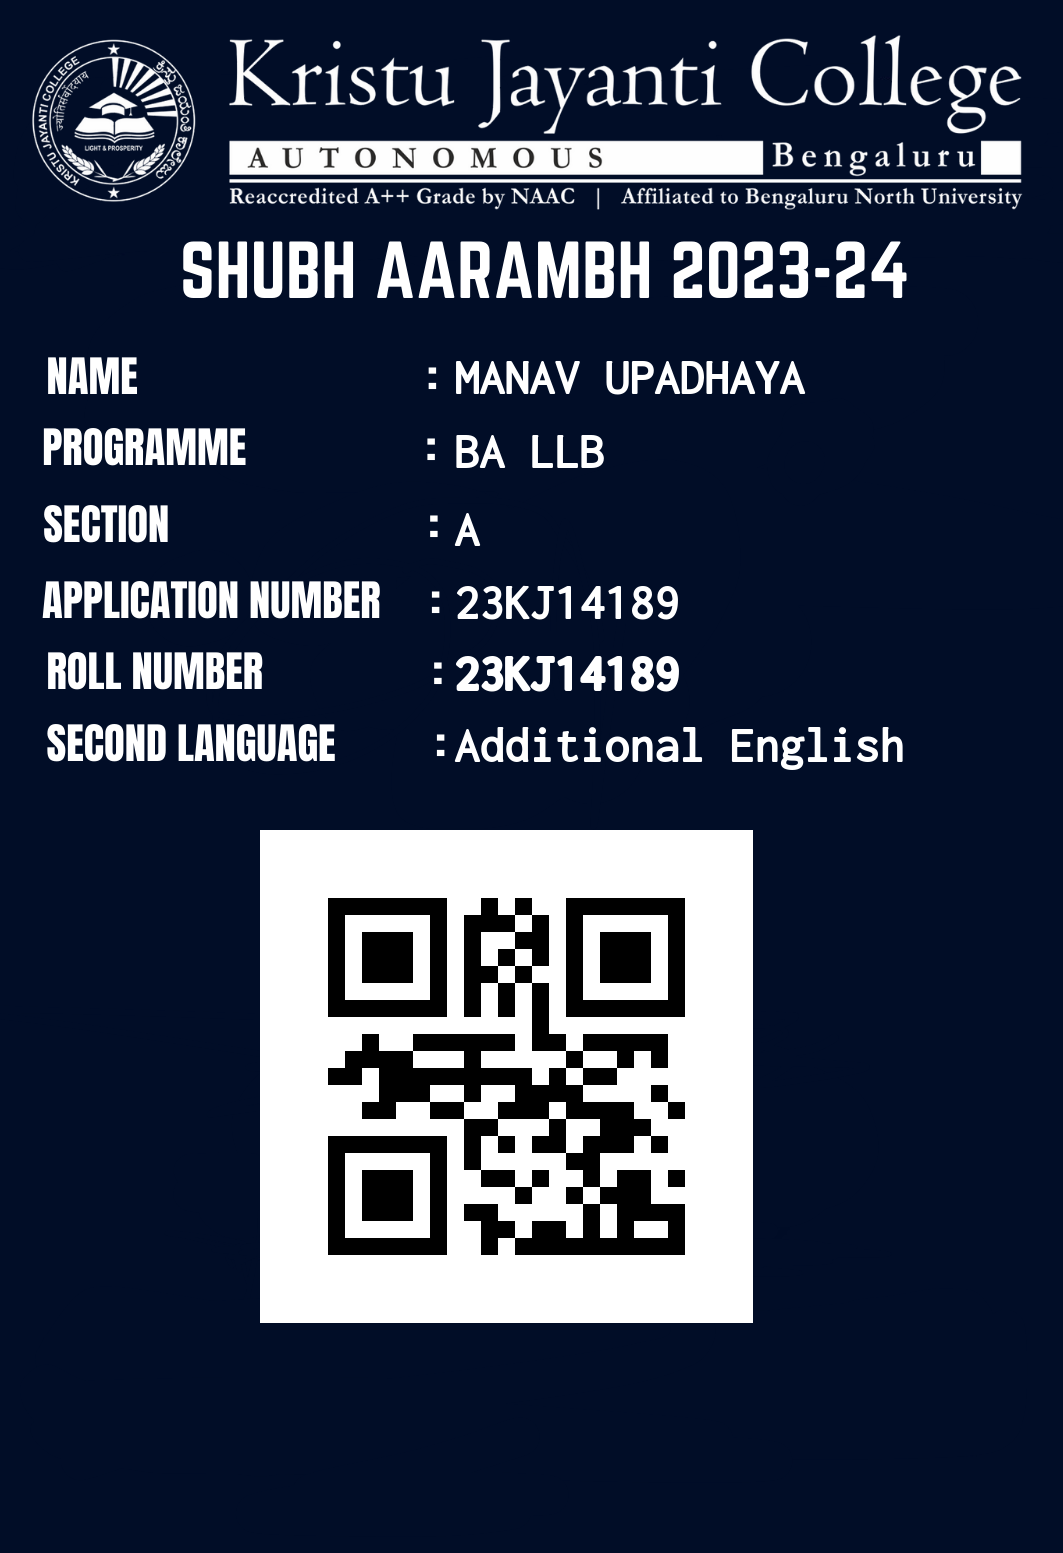 Kristu Jayanti College
AUTONOMOUS Bengaluru
Reaccredited A++ Grade by NAAC | Affiliated to Bengaluru North University
KRISTU JAYANTI COLLEGE
LIGHT & PROSPERITY
SHUBH AARAMBH 2023-24
NAME : MANAV UPADHAYA
PROGRAMME : BA LLB
SECTION : A
APPLICATION NUMBER : 23KJ14189
ROLL NUMBER : 23KJ14189
SECOND LANGUAGE :Additional English